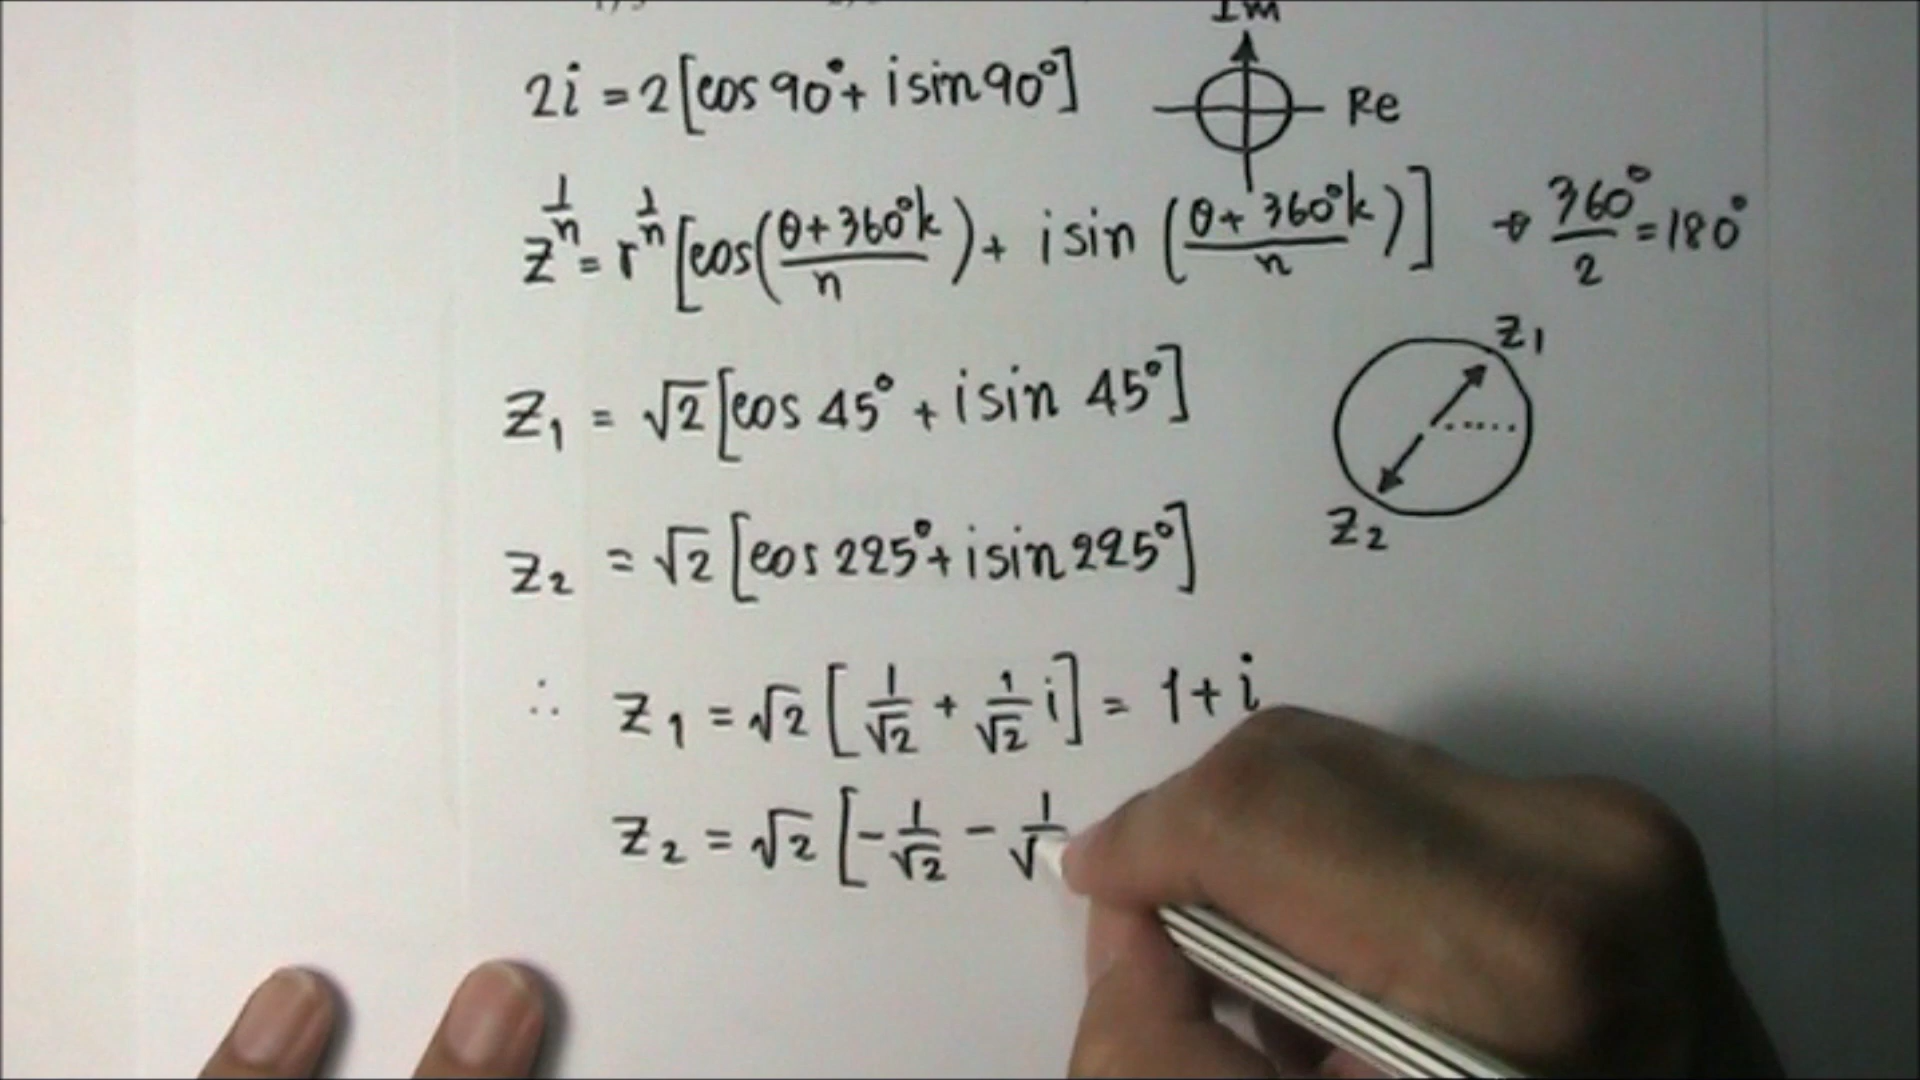 Im
2i = 2[cos 90° + i sin 90°]
Re
z^(1/n) = r^(1/n) [cos((θ + 360°k)/n) + i sin((θ + 360°k)/n)] → 360°/2 = 180°
z₁
z₁ = √2 [cos 45° + i sin 45°]
z₂
z₂ = √2 [cos 225° + i sin 225°]
∴ z₁ = √2 [1/√2 + 1/√2 i] = 1 + i
z₂ = √2 [-1/√2 - 1/√